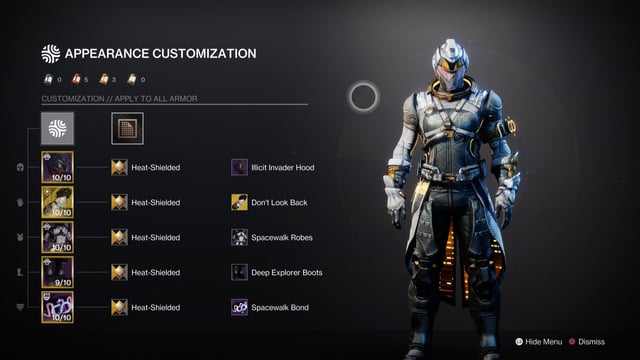 APPEARANCE CUSTOMIZATION
0 5 3 0
CUSTOMIZATION // APPLY TO ALL ARMOR
10/10 Heat-Shielded Illicit Invader Hood
10/10 Heat-Shielded Don't Look Back
10/10 Heat-Shielded Spacewalk Robes
9/10 Heat-Shielded Deep Explorer Boots
10/10 Heat-Shielded Spacewalk Bond
Hide Menu Dismiss